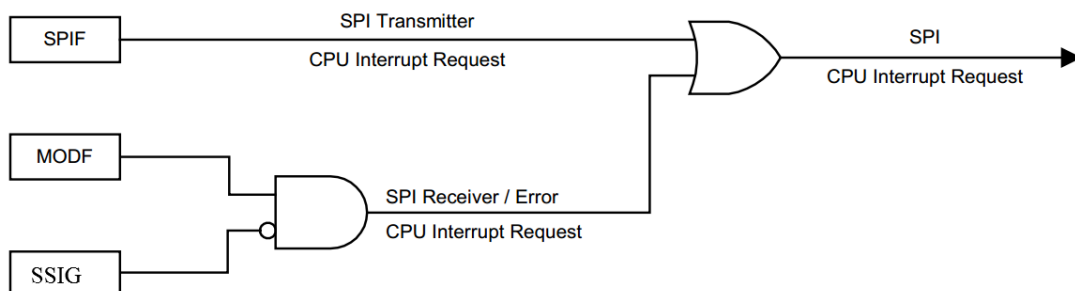 SPIF
SPI Transmitter
CPU Interrupt Request
SPI
CPU Interrupt Request
MODF
SPI Receiver / Error
CPU Interrupt Request
SSIG